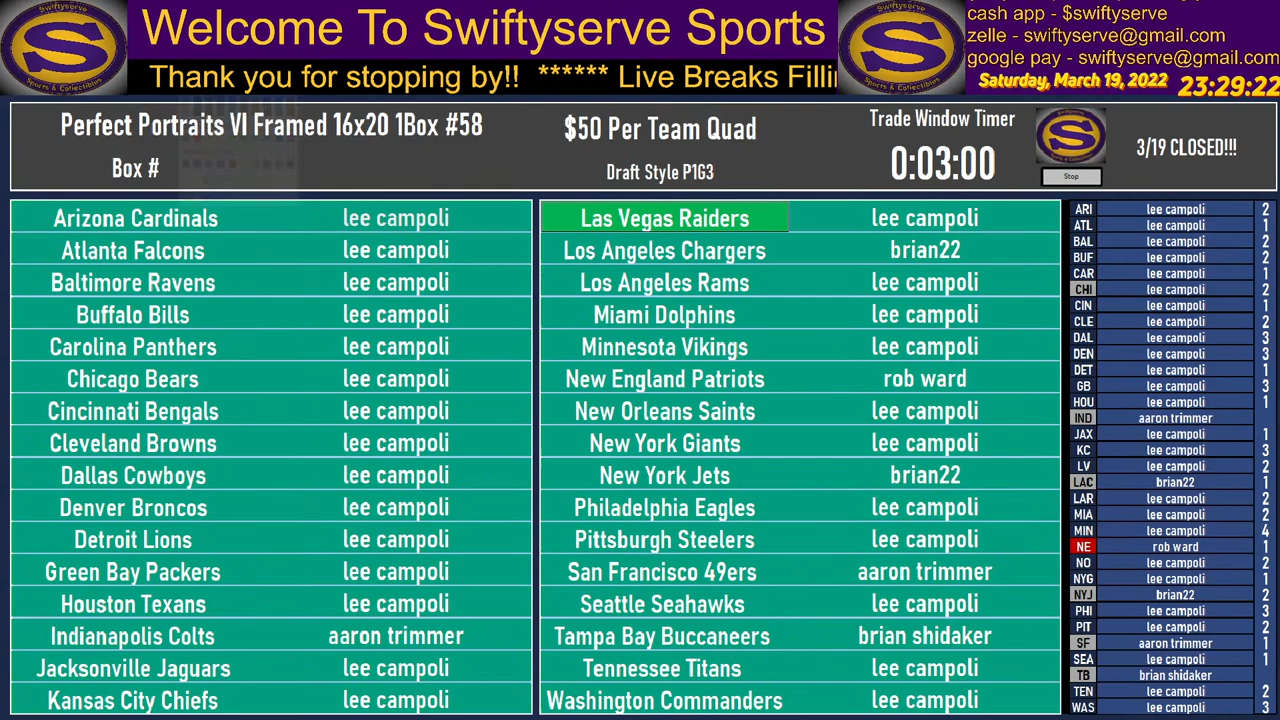 Welcome To Swiftyserve Sports
Thank you for stopping by!! ****** Live Breaks Filli
cash app - $swiftyserve
zelle - swiftyserve@gmail.com
google pay - swiftyserve@gmail.com
Saturday, March 19, 2022 23:29:22
Perfect Portraits VI Framed 16x20 1Box #58
Box #
$50 Per Team Quad
Draft Style P1G3
Trade Window Timer
0:03:00
Stop
3/19 CLOSED!!!
Arizona Cardinals lee campoli
Atlanta Falcons lee campoli
Baltimore Ravens lee campoli
Buffalo Bills lee campoli
Carolina Panthers lee campoli
Chicago Bears lee campoli
Cincinnati Bengals lee campoli
Cleveland Browns lee campoli
Dallas Cowboys lee campoli
Denver Broncos lee campoli
Detroit Lions lee campoli
Green Bay Packers lee campoli
Houston Texans lee campoli
Indianapolis Colts aaron trimmer
Jacksonville Jaguars lee campoli
Kansas City Chiefs lee campoli
Las Vegas Raiders lee campoli
Los Angeles Chargers brian22
Los Angeles Rams lee campoli
Miami Dolphins lee campoli
Minnesota Vikings lee campoli
New England Patriots rob ward
New Orleans Saints lee campoli
New York Giants lee campoli
New York Jets brian22
Philadelphia Eagles lee campoli
Pittsburgh Steelers lee campoli
San Francisco 49ers aaron trimmer
Seattle Seahawks lee campoli
Tampa Bay Buccaneers brian shidaker
Tennessee Titans lee campoli
Washington Commanders lee campoli
ARI lee campoli 2
ATL lee campoli 1
BAL lee campoli 2
BUF lee campoli 2
CAR lee campoli 1
CHI lee campoli 2
CIN lee campoli 1
CLE lee campoli 2
DAL lee campoli 3
DEN lee campoli 3
DET lee campoli 1
GB lee campoli 3
HOU lee campoli 1
IND aaron trimmer
JAX lee campoli 1
KC lee campoli 3
LV lee campoli 2
LAC brian22 1
LAR lee campoli 2
MIA lee campoli 2
MIN lee campoli 4
NE rob ward 1
NO lee campoli 2
NYG lee campoli 1
NYJ brian22 2
PHI lee campoli 3
PIT lee campoli 2
SF aaron trimmer 1
SEA lee campoli 1
TB brian shidaker
TEN lee campoli 2
WAS lee campoli 3